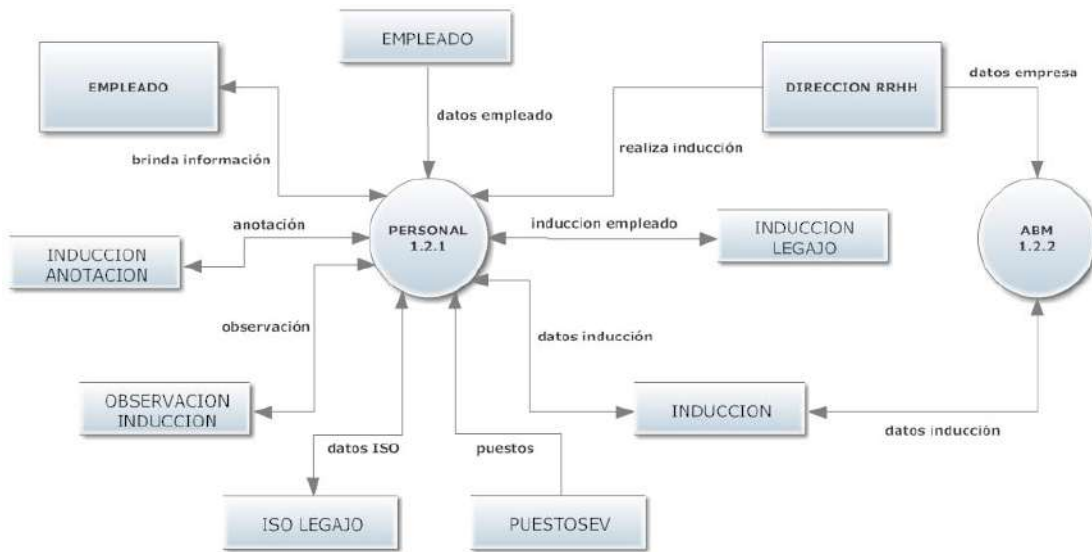 EMPLEADO
EMPLEADO
DIRECCION RRHH
datos empresa
datos empleado
realiza inducción
brinda información
anotación
PERSONAL
1.2.1
induccion empleado
INDUCCION
LEGAJO
ABM
1.2.2
INDUCCION
ANOTACION
observación
datos inducción
OBSERVACION
INDUCCION
INDUCCION
datos inducción
datos ISO
puestos
ISO LEGAJO
PUESTOSEV